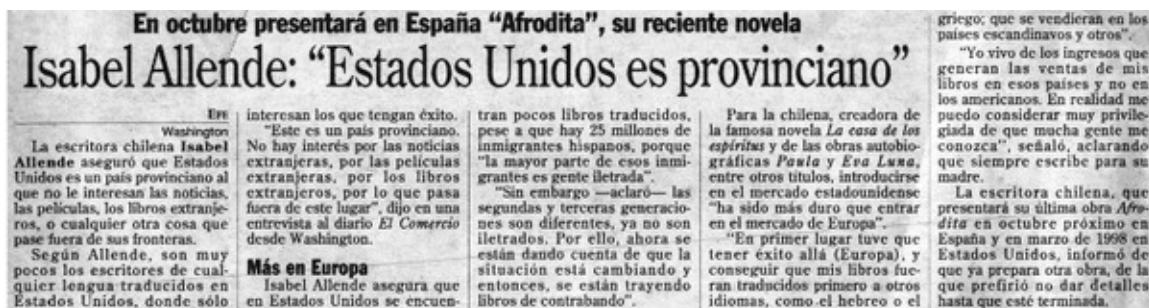 En octubre presentará en España “Afrodita”, su reciente novela
Isabel Allende: “Estados Unidos es provinciano”
EFE
Washington
La escritora chilena Isabel
Allende aseguró que Estados
Unidos es un país provinciano al
que no le interesan las noticias,
las películas, los libros extranje-
ros, o cualquier otra cosa que
pase fuera de sus fronteras.
Según Allende, son muy
pocos los escritores de cual-
quier lengua traducidos en
Estados Unidos, donde sólo
interesan los que tengan éxito.
"Este es un país provinciano.
No hay interés por las noticias
extranjeras, por las películas
extranjeras, por los libros
extranjeros, por lo que pasa
fuera de este lugar", dijo en una
entrevista al diario El Comercio
desde Washington.
Más en Europa
Isabel Allende asegura que
en Estados Unidos se encuen-
tran pocos libros traducidos,
pese a que hay 25 millones de
inmigrantes hispanos, porque
"la mayor parte de esos inmi-
grantes es gente iletrada".
"Sin embargo —aclaró— las
segundas y terceras generacio-
nes son diferentes, ya no son
iletrados. Por ello, ahora se
están dando cuenta de que la
situación está cambiando y
entonces, se están trayendo
libros de contrabando".
Para la chilena, creadora de
la famosa novela La casa de los
espíritus y de las obras autobio-
gráficas Paula y Eva Luna,
entre otros títulos, introducirse
en el mercado estadounidense
"ha sido más duro que entrar
en el mercado de Europa".
"En primer lugar tuve que
tener éxito allá (Europa), y
conseguir que mis libros fue-
ran traducidos primero a otros
idiomas, como el hebreo o el
griego; que se vendieran en los
países escandinavos y otros".
"Yo vivo de los ingresos que
generan las ventas de mis
libros en esos países y no en
los americanos. En realidad me
puedo considerar muy privile-
giada de que mucha gente me
conozca", señaló, aclarando
que siempre escribe para su
madre.
La escritora chilena, que
presentará su última obra Afro-
dita en octubre próximo en
España y en marzo de 1998 en
Estados Unidos, informó de
que ya prepara otra obra, de la
que prefirió no dar detalles
hasta que esté terminada.